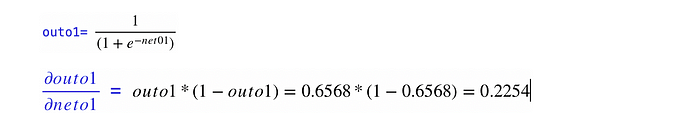 outo1= 1 / (1 + e^−net01)
∂outo1 / ∂neto1 = outo1 * (1 − outo1) = 0.6568 * (1 − 0.6568) = 0.2254